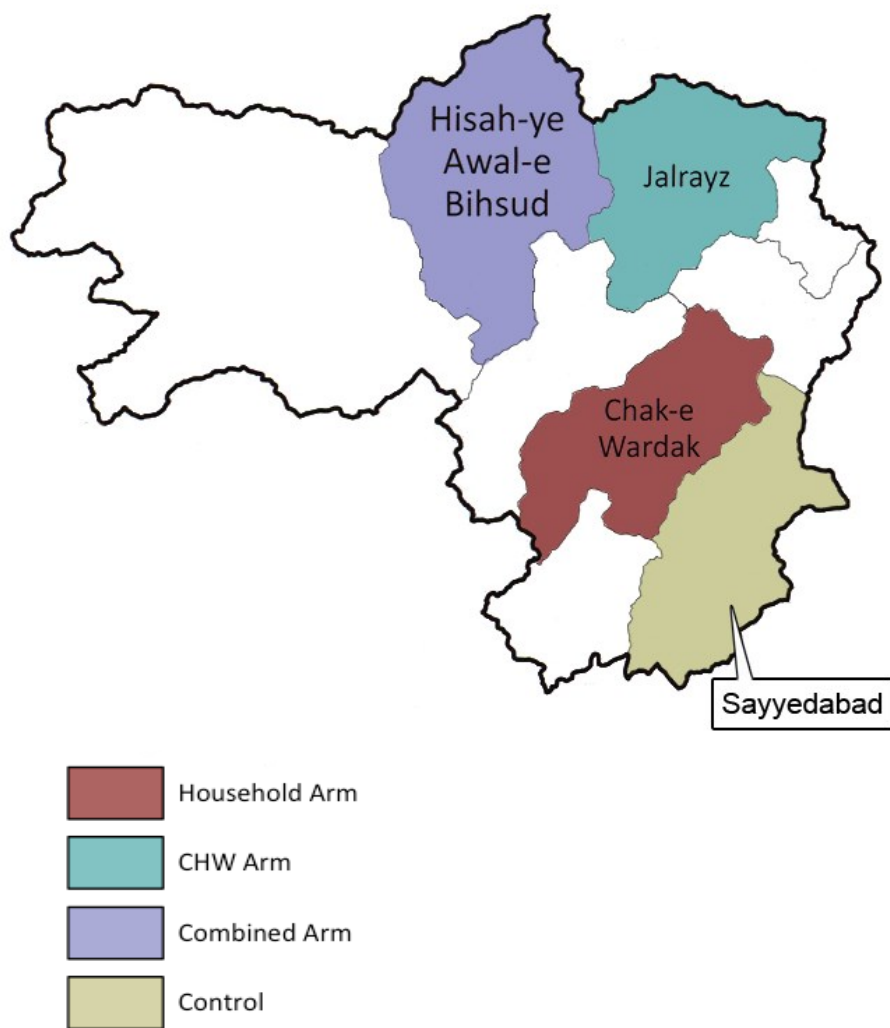 Hisah-ye
Awal-e
Bihsud
Jalrayz
Chak-e
Wardak
Sayyedabad
Household Arm
CHW Arm
Combined Arm
Control